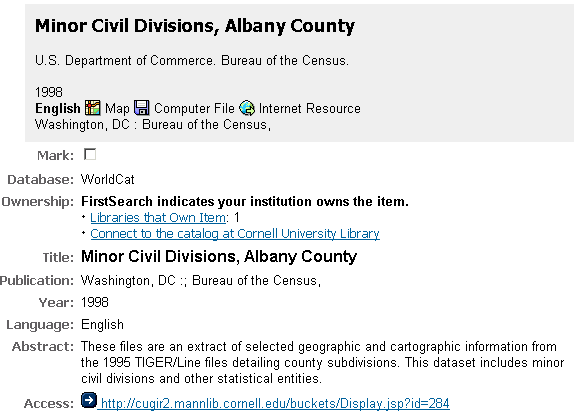 Minor Civil Divisions, Albany County
U.S. Department of Commerce. Bureau of the Census.
1998
English Map Computer File Internet Resource
Washington, DC : Bureau of the Census,
Mark:
Database: WorldCat
Ownership: FirstSearch indicates your institution owns the item.
• Libraries that Own Item: 1
• Connect to the catalog at Cornell University Library
Title: Minor Civil Divisions, Albany County
Publication: Washington, DC :; Bureau of the Census,
Year: 1998
Language: English
Abstract: These files are an extract of selected geographic and cartographic information from
the 1995 TIGER/Line files detailing county subdivisions. This dataset includes minor
civil divisions and other statistical entities.
Access: http://cugir2.mannlib.cornell.edu/buckets/Display.jsp?id=284